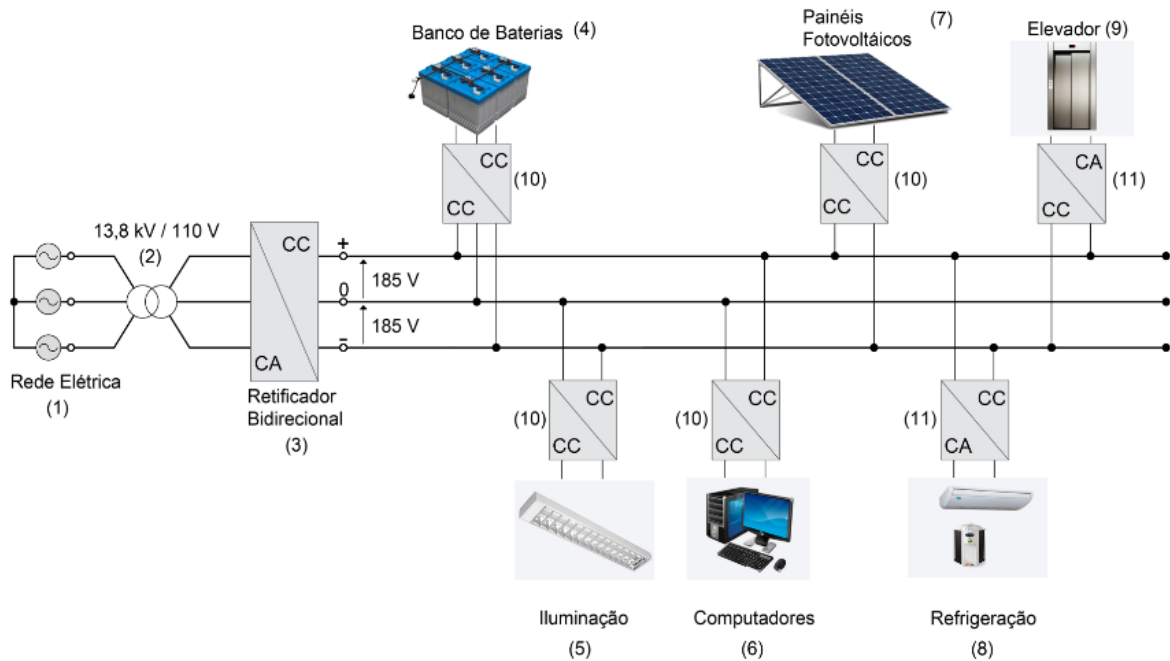 Banco de Baterias (4)
Painéis (7)
Fotovoltáicos
Elevador (9)
CC
CC
(10)
CC
CC
(10)
CA
CC
(11)
13,8 kV / 110 V
(2)
CC
CA
+
185 V
0
185 V
-
Rede Elétrica
(1)
Retificador
Bidirecional
(3)
(10)
CC
CC
(10)
CC
CC
(11)
CC
CA
Iluminação
(5)
Computadores
(6)
Refrigeração
(8)